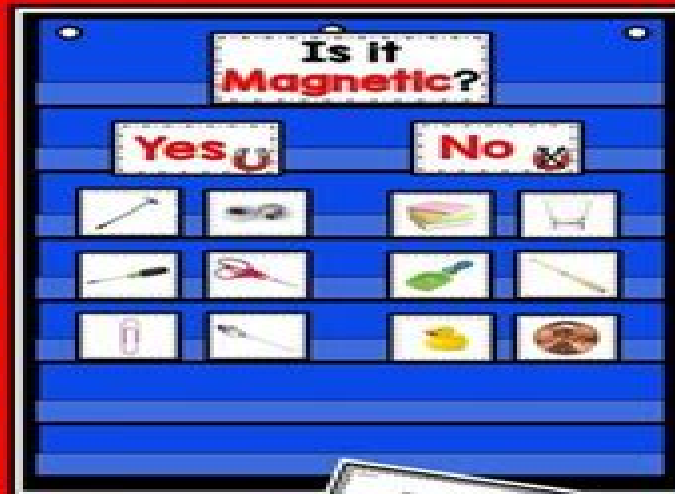 Is it
Magnetic?
Yes
No